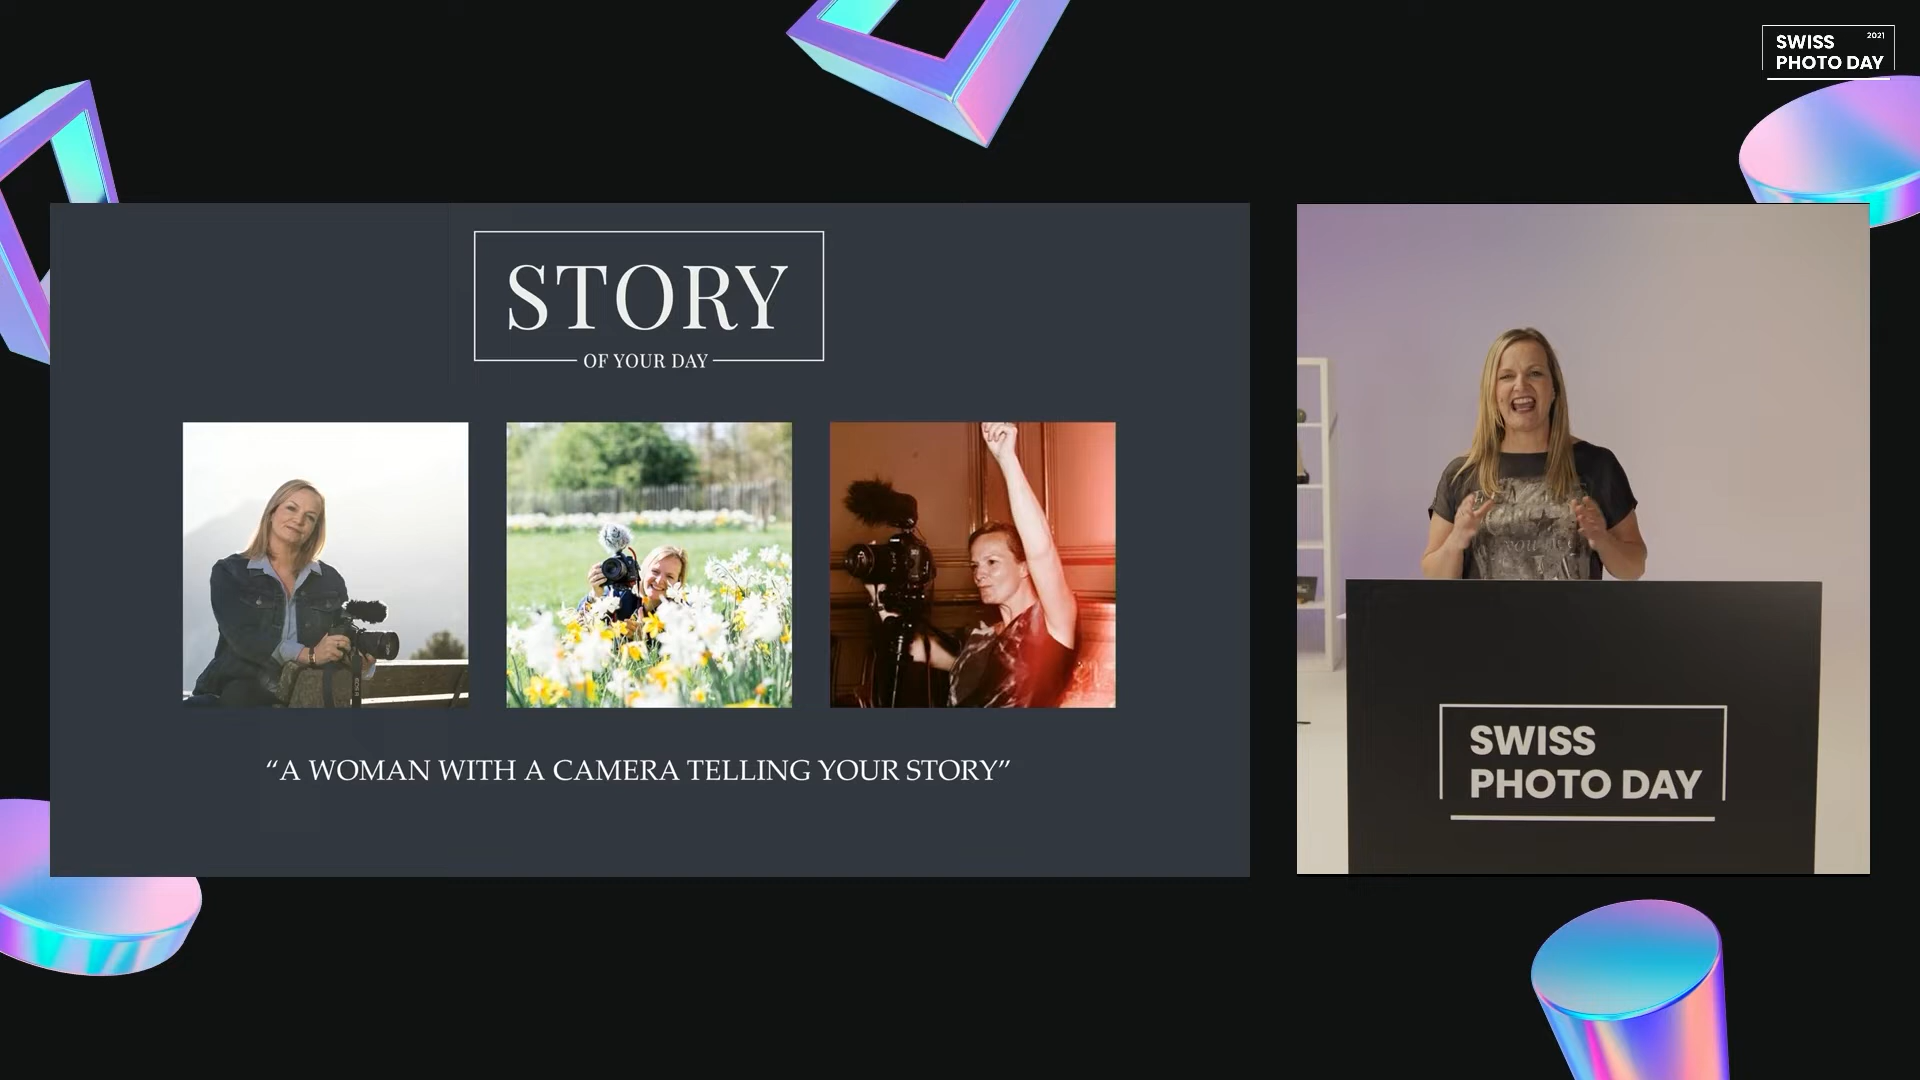 SWISS 2021
PHOTO DAY
STORY
OF YOUR DAY
“A WOMAN WITH A CAMERA TELLING YOUR STORY”
SWISS
PHOTO DAY